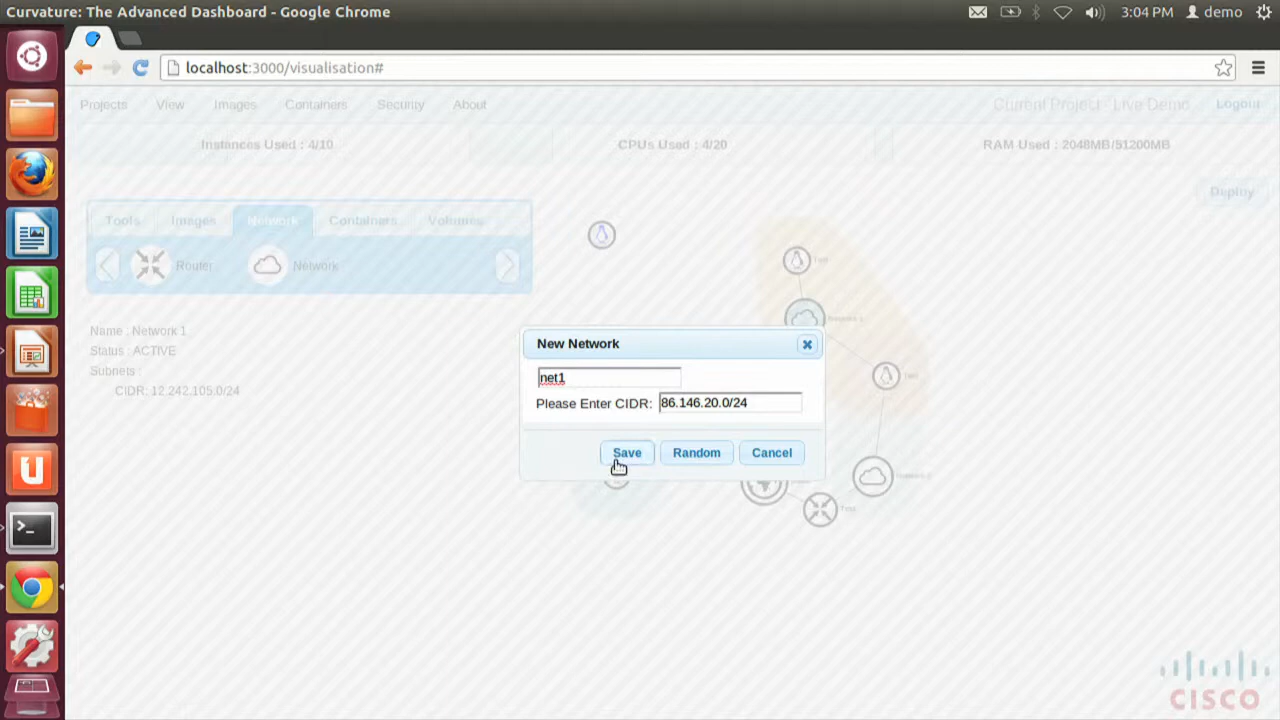 Curvature: The Advanced Dashboard - Google Chrome
3:04 PM demo
localhost:3000/visualisation#
Projects View Images Containers Security About Current Project : Live Demo Logout
Instances Used : 4/10 CPUs Used : 4/20 RAM Used : 2048MB/51200MB
Deploy
Tools Images Network Containers Volumes
Router Network
Name : Network 1
Status : ACTIVE
Subnets :
CIDR: 12.242.105.0/24
New Network
net1
Please Enter CIDR: 86.146.20.0/24
Save Random Cancel
Test
CISCO